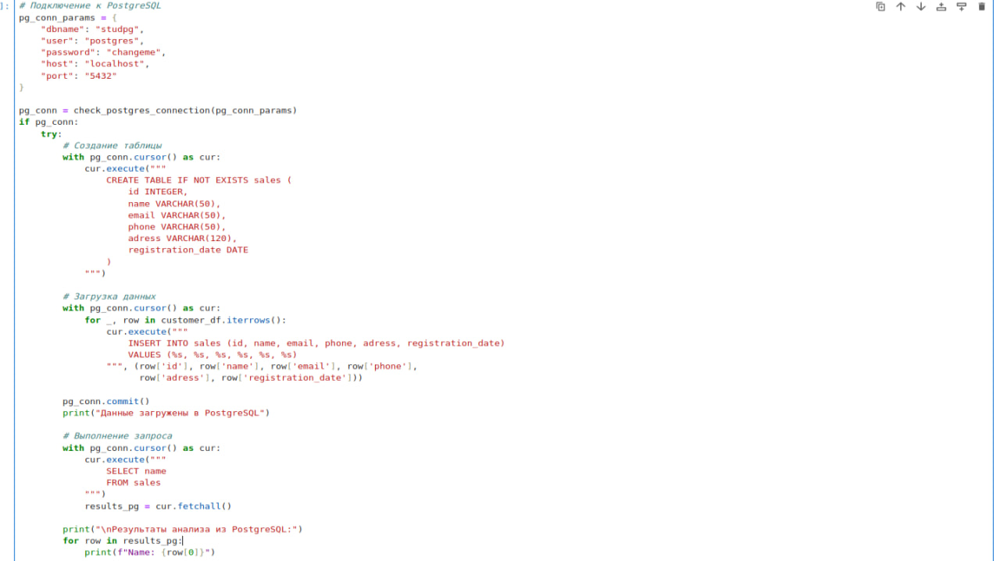 ]:
# Подключение к PostgreSQL
pg_conn_params = {
    "dbname": "studpg",
    "user": "postgres",
    "password": "changeme",
    "host": "localhost",
    "port": "5432"
}
pg_conn = check_postgres_connection(pg_conn_params)
if pg_conn:
    try:
        # Создание таблицы
        with pg_conn.cursor() as cur:
            cur.execute("""
                CREATE TABLE IF NOT EXISTS sales (
                    id INTEGER,
                    name VARCHAR(50),
                    email VARCHAR(50),
                    phone VARCHAR(50),
                    adress VARCHAR(120),
                    registration_date DATE
                )
            """)
        # Загрузка данных
        with pg_conn.cursor() as cur:
            for _, row in customer_df.iterrows():
                cur.execute("""
                    INSERT INTO sales (id, name, email, phone, adress, registration_date)
                    VALUES (%s, %s, %s, %s, %s, %s)
                """, (row['id'], row['name'], row['email'], row['phone'],
                      row['adress'], row['registration_date']))
        pg_conn.commit()
        print("Данные загружены в PostgreSQL")
        # Выполнение запроса
        with pg_conn.cursor() as cur:
            cur.execute("""
                SELECT name
                FROM sales
            """)
            results_pg = cur.fetchall()
        print("\nРезультаты анализа из PostgreSQL:")
        for row in results_pg:
            print(f"Name: {row[0]}")